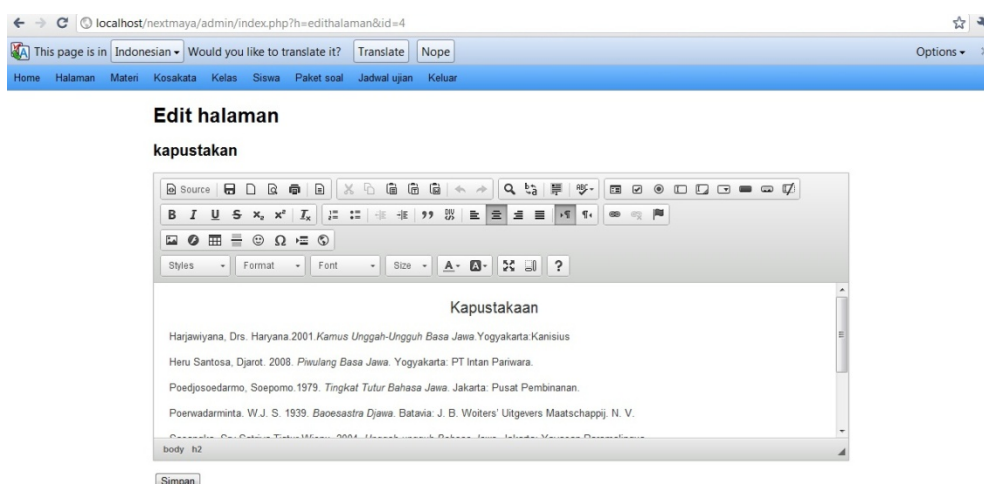 localhost/nextmaya/admin/index.php?h=edithalaman&id=4
This page is in Indonesian Would you like to translate it? Translate Nope Options
Home Halaman Materi Kosakata Kelas Siswa Paket soal Jadwal ujian Keluar
Edit halaman
kapustakan
Source
B I U S x₂ x² Tx
Styles Format Font Size A A ?
Kapustakaan
Harjawiyana, Drs. Haryana.2001.Kamus Unggah-Ungguh Basa Jawa.Yogyakarta:Kanisius
Heru Santosa, Djarot. 2008. Piwulang Basa Jawa. Yogyakarta: PT Intan Pariwara.
Poedjosoedarmo, Soepomo.1979. Tingkat Tutur Bahasa Jawa. Jakarta: Pusat Pembinanan.
Poerwadarminta. W.J. S. 1939. Baoesastra Djawa. Batavia: J. B. Woiters' Uitgevers Maatschappij. N. V.
body h2
Simpan